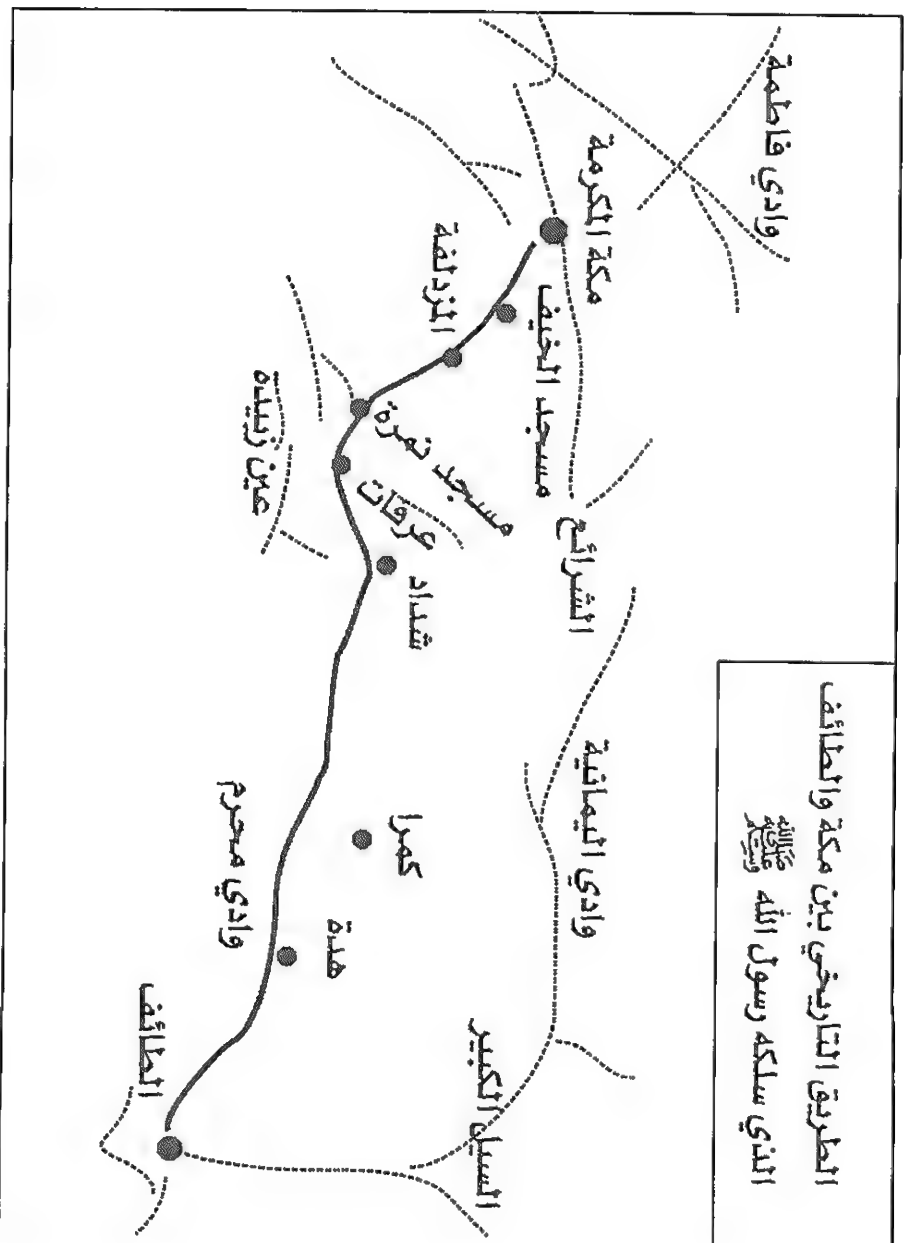 الطريق التاريخي بين مكة والطائف
الذي سلكه رسول الله ﷺ
وادي فاطمة
مكة المكرمة
مسجد الخيف
المزدلفة
مسجد نمرة
عرفات
عين زبيدة
الشرائع
شداد
وادي اليمانية
كمرا
وادي محرم
هدة
السيل الكبير
الطائف